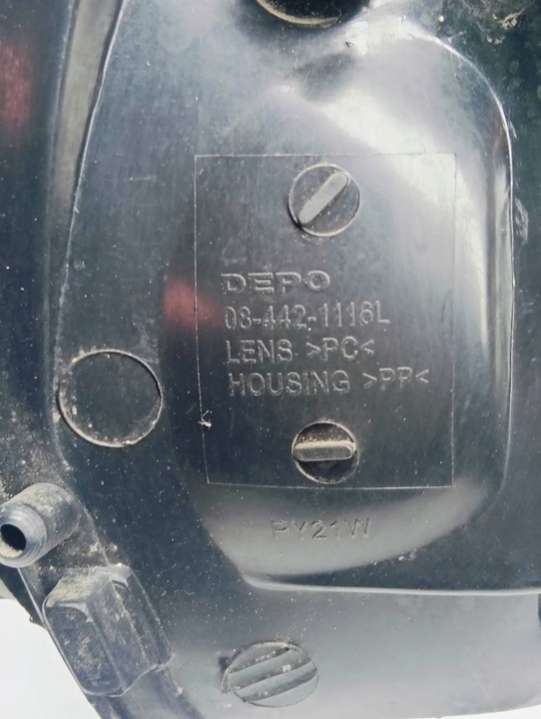 DEPO
08-442-1116L
LENS >PC<
HOUSING >PP<
PY21W